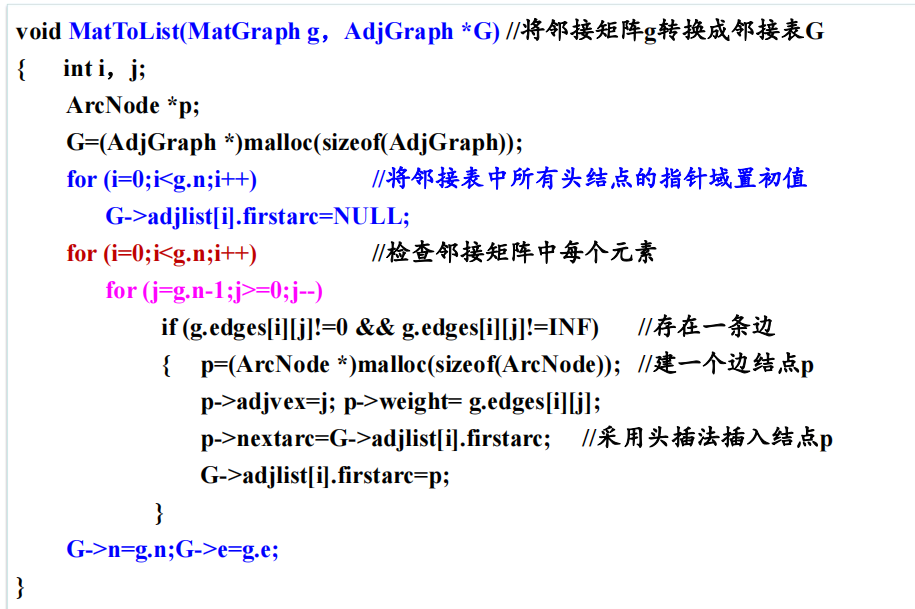 void MatToList(MatGraph g，AdjGraph *G) //将邻接矩阵g转换成邻接表G
{ int i，j;
ArcNode *p;
G=(AdjGraph *)malloc(sizeof(AdjGraph));
for (i=0;i<g.n;i++) //将邻接表中所有头结点的指针域置初值
G->adjlist[i].firstarc=NULL;
for (i=0;i<g.n;i++) //检查邻接矩阵中每个元素
for (j=g.n-1;j>=0;j--)
if (g.edges[i][j]!=0 && g.edges[i][j]!=INF) //存在一条边
{ p=(ArcNode *)malloc(sizeof(ArcNode)); //建一个边结点p
p->adjvex=j; p->weight= g.edges[i][j];
p->nextarc=G->adjlist[i].firstarc; //采用头插法插入结点p
G->adjlist[i].firstarc=p;
}
G->n=g.n;G->e=g.e;
}